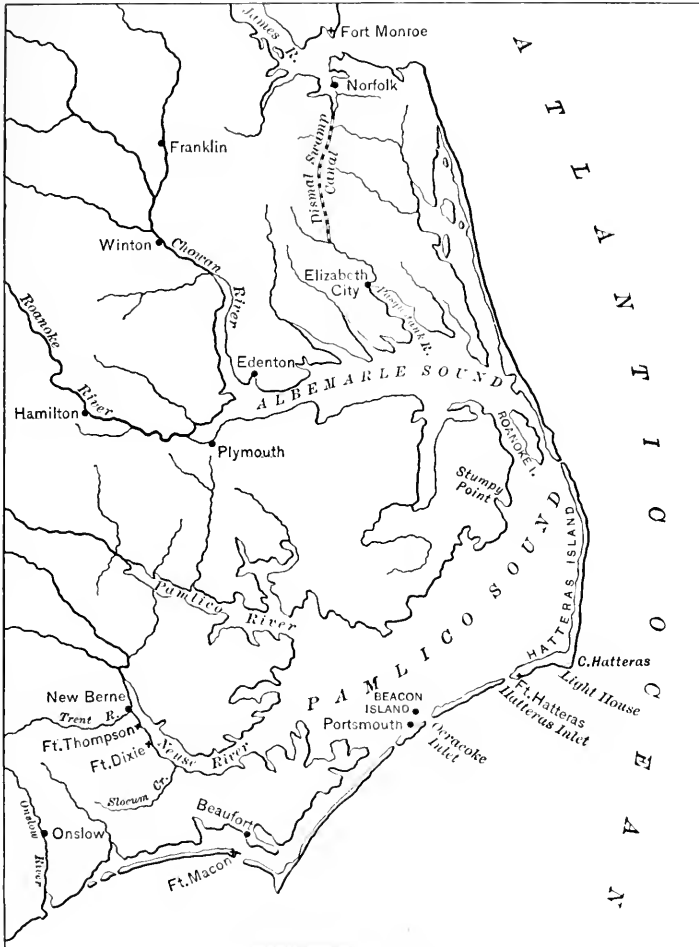 James R.
Fort Monroe
Norfolk
ATLANTIC OCEAN
Franklin
Dismal Swamp
Canal
Winton
Chowan
River
Elizabeth
City
Pasquotank R.
Roanoke
River
Edenton
ALBEMARLE SOUND
Hamilton
Plymouth
ROANOKE I.
Stumpy
Point
Pamlico River
PAMLICO SOUND
HATTERAS ISLAND
C. Hatteras
Light House
Ft. Hatteras
Hatteras Inlet
New Berne
Trent R.
BEACON
ISLAND
Portsmouth
Ocracoke
Inlet
Ft. Thompson
Ft. Dixie
Neuse River
Slocum Cr.
Beaufort
Onslow
River
Onslow
Ft. Macon